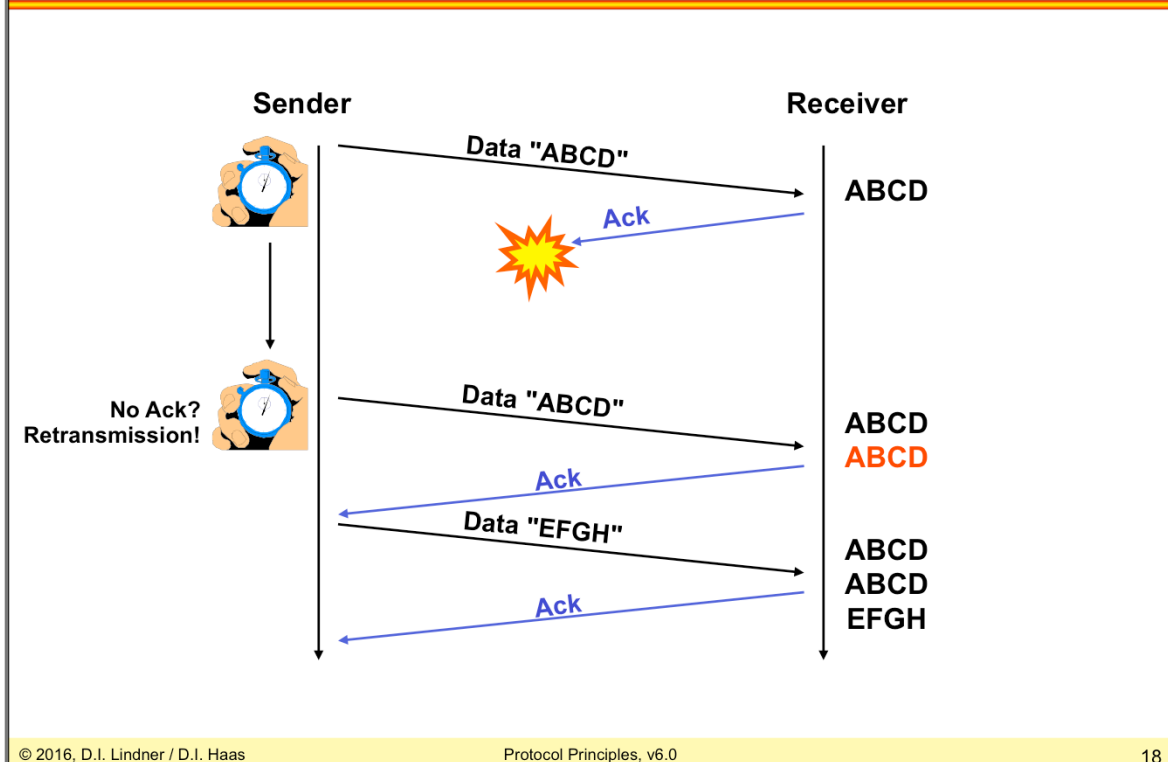 Sender
Receiver
Data "ABCD"
ABCD
Ack
No Ack?
Retransmission!
Data "ABCD"
ABCD
ABCD
Ack
Data "EFGH"
ABCD
ABCD
EFGH
Ack
© 2016, D.I. Lindner / D.I. Haas
Protocol Principles, v6.0
18